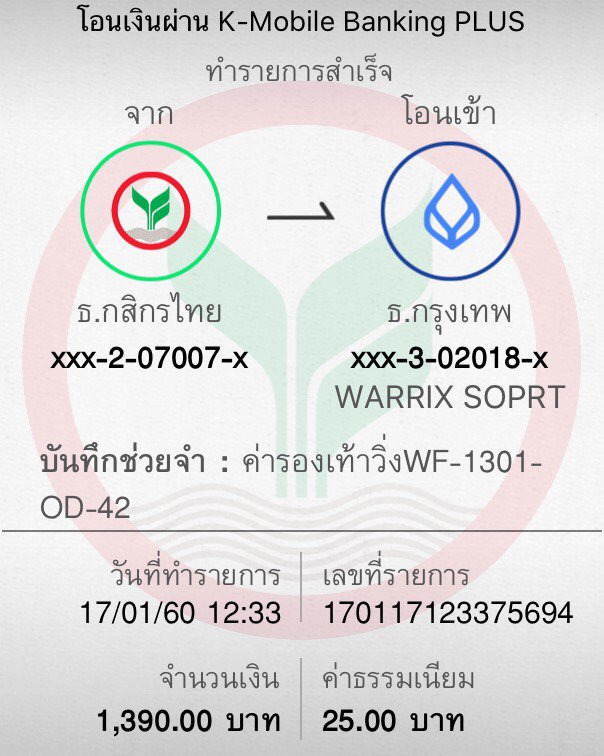 โอนเงินผ่าน K-Mobile Banking PLUS
ทำรายการสำเร็จ
จาก
โอนเข้า
ธ.กสิกรไทย
ธ.กรุงเทพ
xxx-2-07007-x
xxx-3-02018-x
WARRIX SOPRT
บันทึกช่วยจำ : ค่ารองเท้าวิ่งWF-1301-
OD-42
วันที่ทำรายการ
เลขที่รายการ
17/01/60 12:33
170117123375694
จำนวนเงิน
ค่าธรรมเนียม
1,390.00 บาท
25.00 บาท